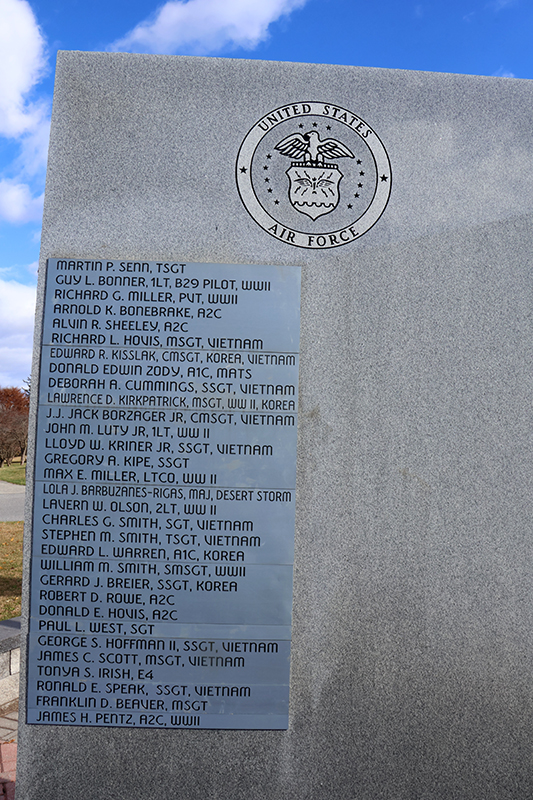 UNITED STATES
AIR FORCE
MARTIN P. SENN, TSGT
GUY L. BONNER, 1LT, B29 PILOT, WWII
RICHARD G. MILLER, PVT, WWII
ARNOLD K. BONEBRAKE, A2C
ALVIN R. SHEELEY, A2C
RICHARD L. HOVIS, MSGT, VIETNAM
EDWARD R. KISSLAK, CMSGT, KOREA, VIETNAM
DONALD EDWIN ZODY, A1C, MATS
DEBORAH A. CUMMINGS, SSGT, VIETNAM
LAWRENCE D. KIRKPATRICK, MSGT, WW II, KOREA
J.J. JACK BORZAGER JR, CMSGT, VIETNAM
JOHN M. LUTY JR, 1LT, WW II
LLOYD W. KRINER JR, SSGT, VIETNAM
GREGORY A. KIPE, SSGT
MAX E. MILLER, LTCO, WW II
LOLA J. BARBUZANES-RIGAS, MAJ, DESERT STORM
LAVERN W. OLSON, 2LT, WW II
CHARLES G. SMITH, SGT, VIETNAM
STEPHEN M. SMITH, TSGT, VIETNAM
EDWARD L. WARREN, A1C, KOREA
WILLIAM M. SMITH, SMSGT, WWII
GERARD J. BREIER, SSGT, KOREA
ROBERT D. ROWE, A2C
DONALD E. HOVIS, A2C
PAUL L. WEST, SGT
GEORGE S. HOFFMAN II, SSGT, VIETNAM
JAMES C. SCOTT, MSGT, VIETNAM
TONYA S. IRISH, E4
RONALD E. SPEAK, SSGT, VIETNAM
FRANKLIN D. BEAVER, MSGT
JAMES H. PENTZ, A2C, WWII